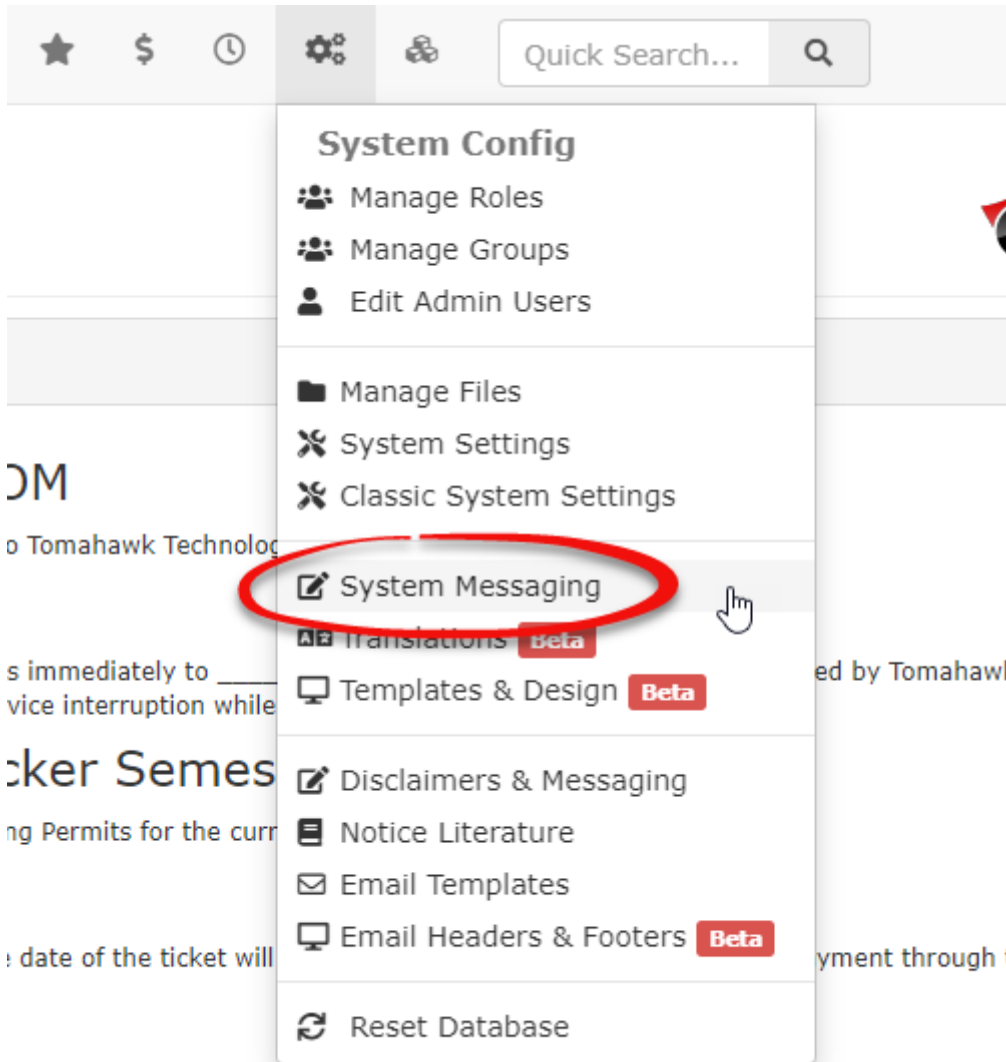 $ Quick Search...
System Config
Manage Roles
Manage Groups
Edit Admin Users
Manage Files
System Settings
Classic System Settings
OM
o Tomahawk Technolog
System Messaging
Translations Beta
s immediately to ____ ed by Tomahawk
Templates & Design Beta
vice interruption while
cker Semes
Disclaimers & Messaging
ng Permits for the curr
Notice Literature
Email Templates
Email Headers & Footers Beta
date of the ticket will yment through
Reset Database